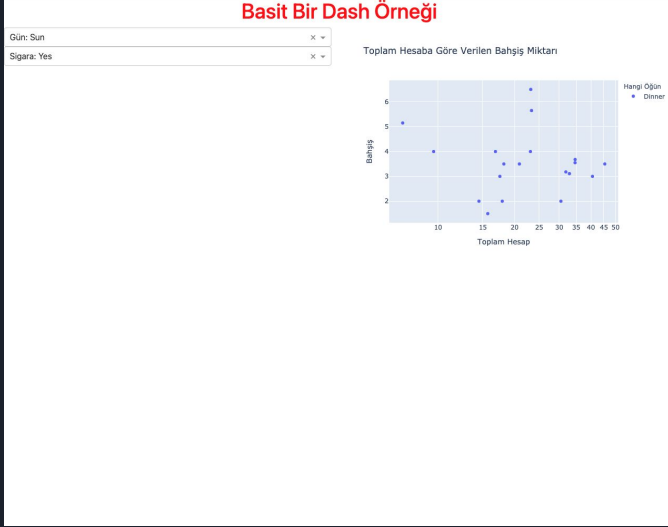 Basit Bir Dash Örneği
Gün: Sun
Sigara: Yes
Toplam Hesaba Göre Verilen Bahşiş Miktarı
Hangi Öğün
Dinner
6
5
4
3
2
Bahşiş
10 15 20 25 30 35 40 45 50
Toplam Hesap